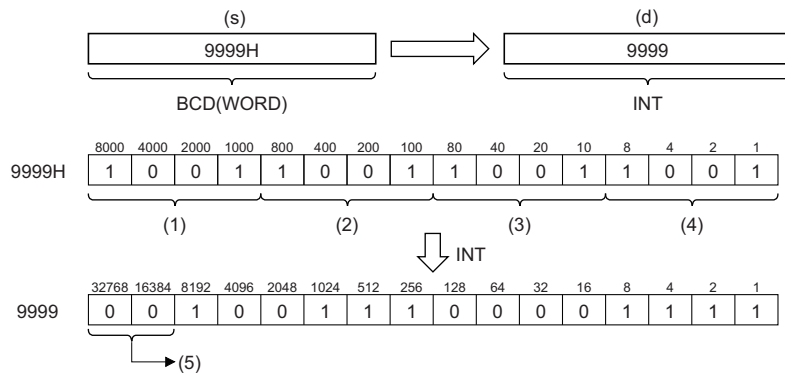 (s) (d)
9999H 9999
BCD(WORD) INT
8000 4000 2000 1000 800 400 200 100 80 40 20 10 8 4 2 1
9999H 1 0 0 1 1 0 0 1 1 0 0 1 1 0 0 1
(1) (2) (3) (4)
INT
32768 16384 8192 4096 2048 1024 512 256 128 64 32 16 8 4 2 1
9999 0 0 1 0 0 1 1 1 0 0 0 0 1 1 1 1
(5)